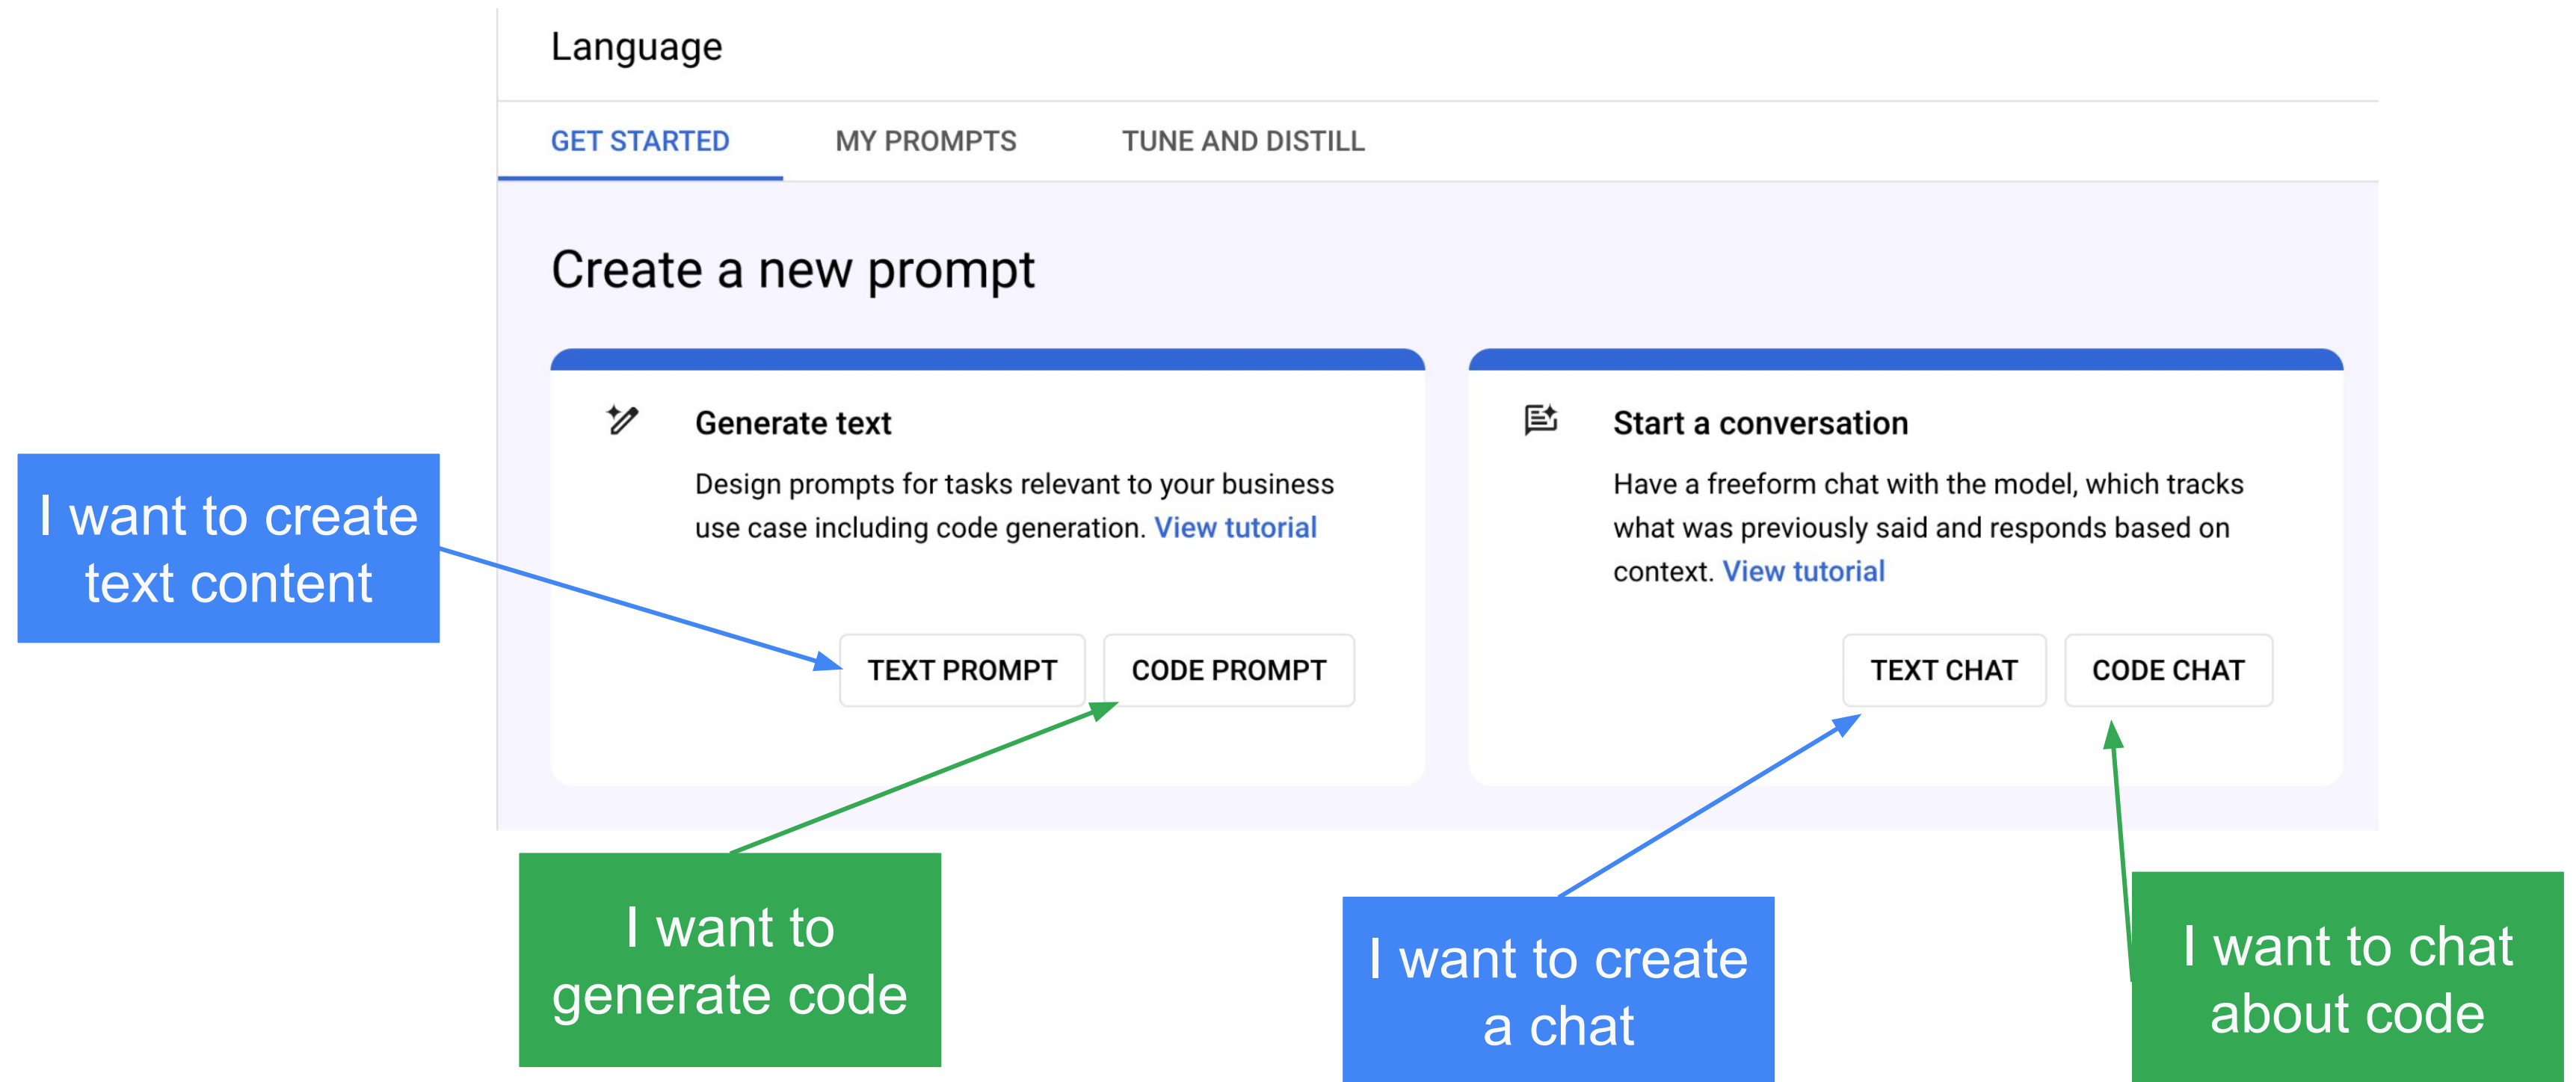 Language
GET STARTED
MY PROMPTS
TUNE AND DISTILL
Create a new prompt
Generate text
Design prompts for tasks relevant to your business
use case including code generation. View tutorial
TEXT PROMPT
CODE PROMPT
Start a conversation
Have a freeform chat with the model, which tracks
what was previously said and responds based on
context. View tutorial
TEXT CHAT
CODE CHAT
I want to create
text content
I want to
generate code
I want to create
a chat
I want to chat
about code